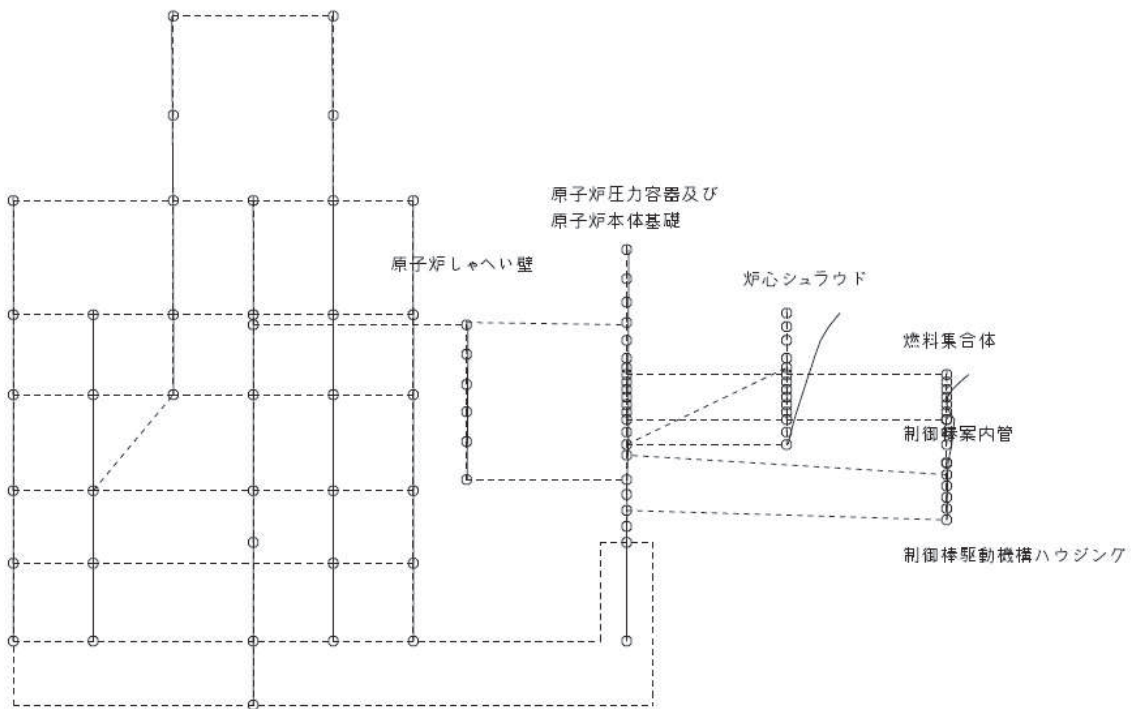 原子炉圧力容器及び
原子炉本体基礎
原子炉しゃへい壁
炉心シュラウド
燃料集合体
制御棒案内管
制御棒駆動機構ハウジング